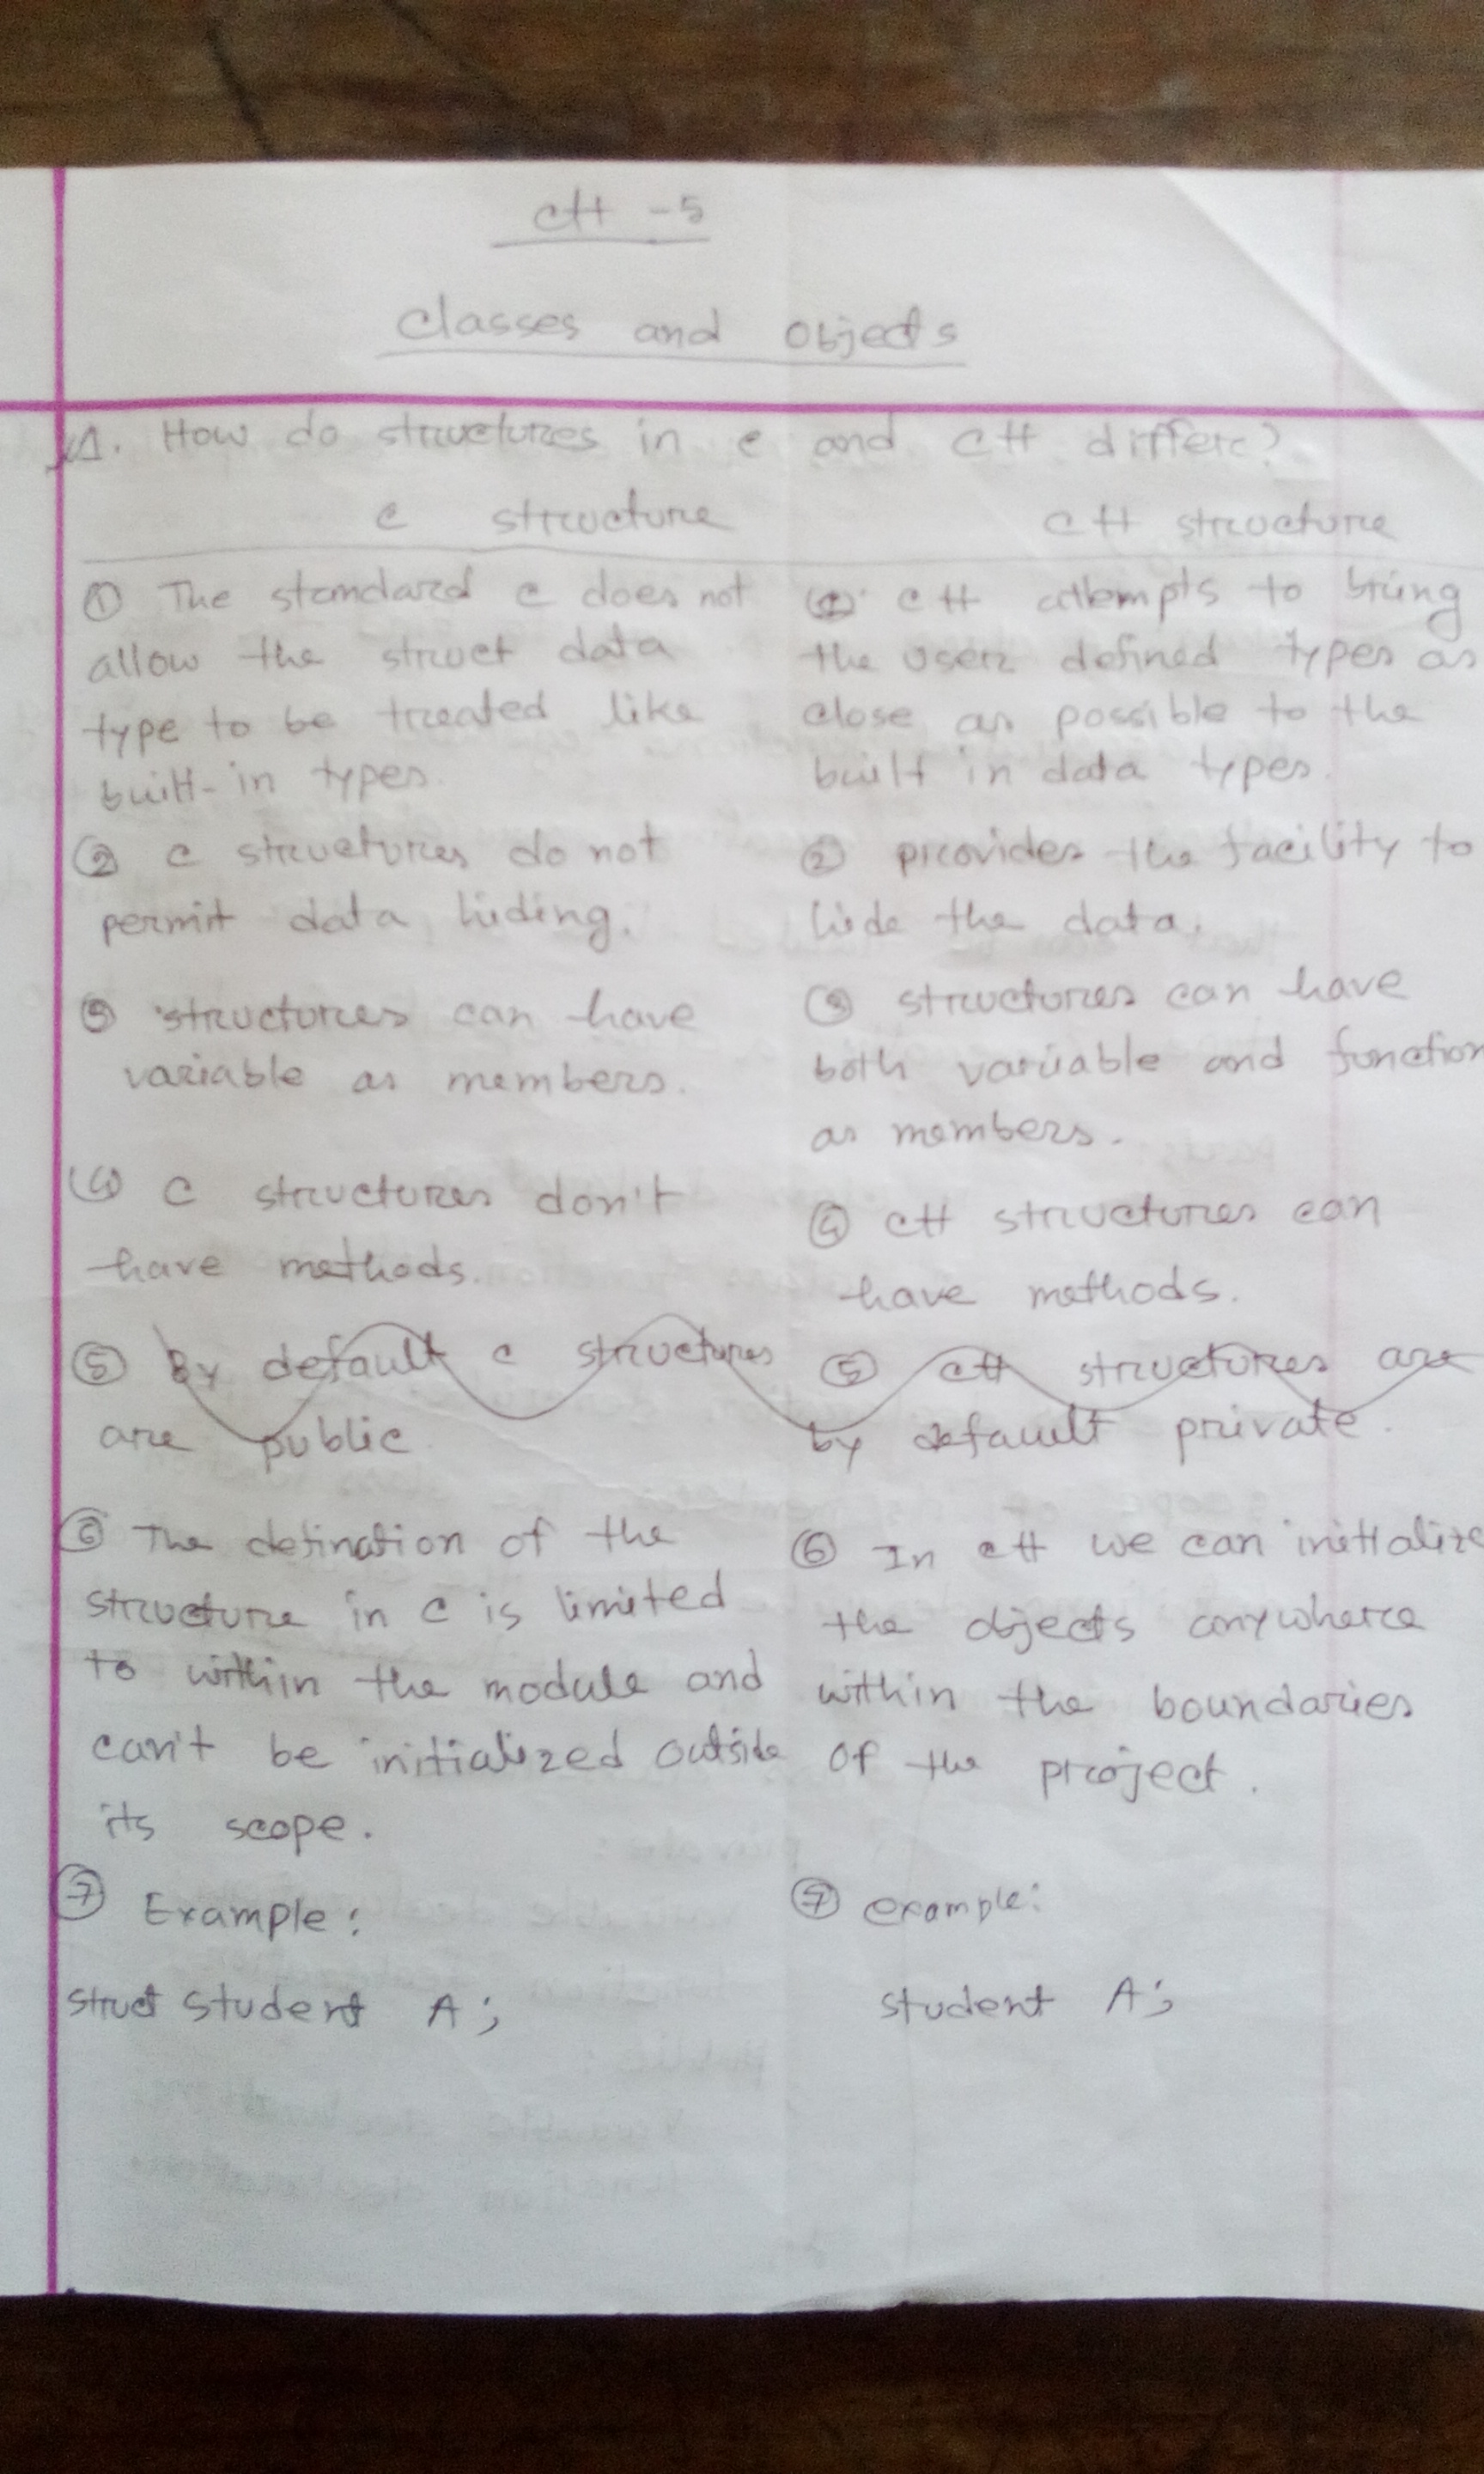 CH -5
Classes and Objects
1. How do structures in c and C++ differ?
c structure
C++ structure
① The standard c does not
allow the struct data
type to be treated like
built-in types.
② c structures do not
permit data hiding.
③ structures can have
variable as members.
④ C structures don't
have methods.
⑤ By default c structures
are public
⑥ The defination of the
structure in c is limited
to within the module and
can't be initialized outside
its scope.
⑦ Example:
struct student A;
① C++ attempts to bring
the user defined types as
close as possible to the
built in data types.
② provides the facility to
hide the data.
③ structures can have
both variable and function
as members.
④ C++ structures can
have methods.
⑤ C++ structures are
by default private.
⑥ In C++ we can initialize
the objects anywhere
within the boundaries
of the project.
⑦ example:
student A;